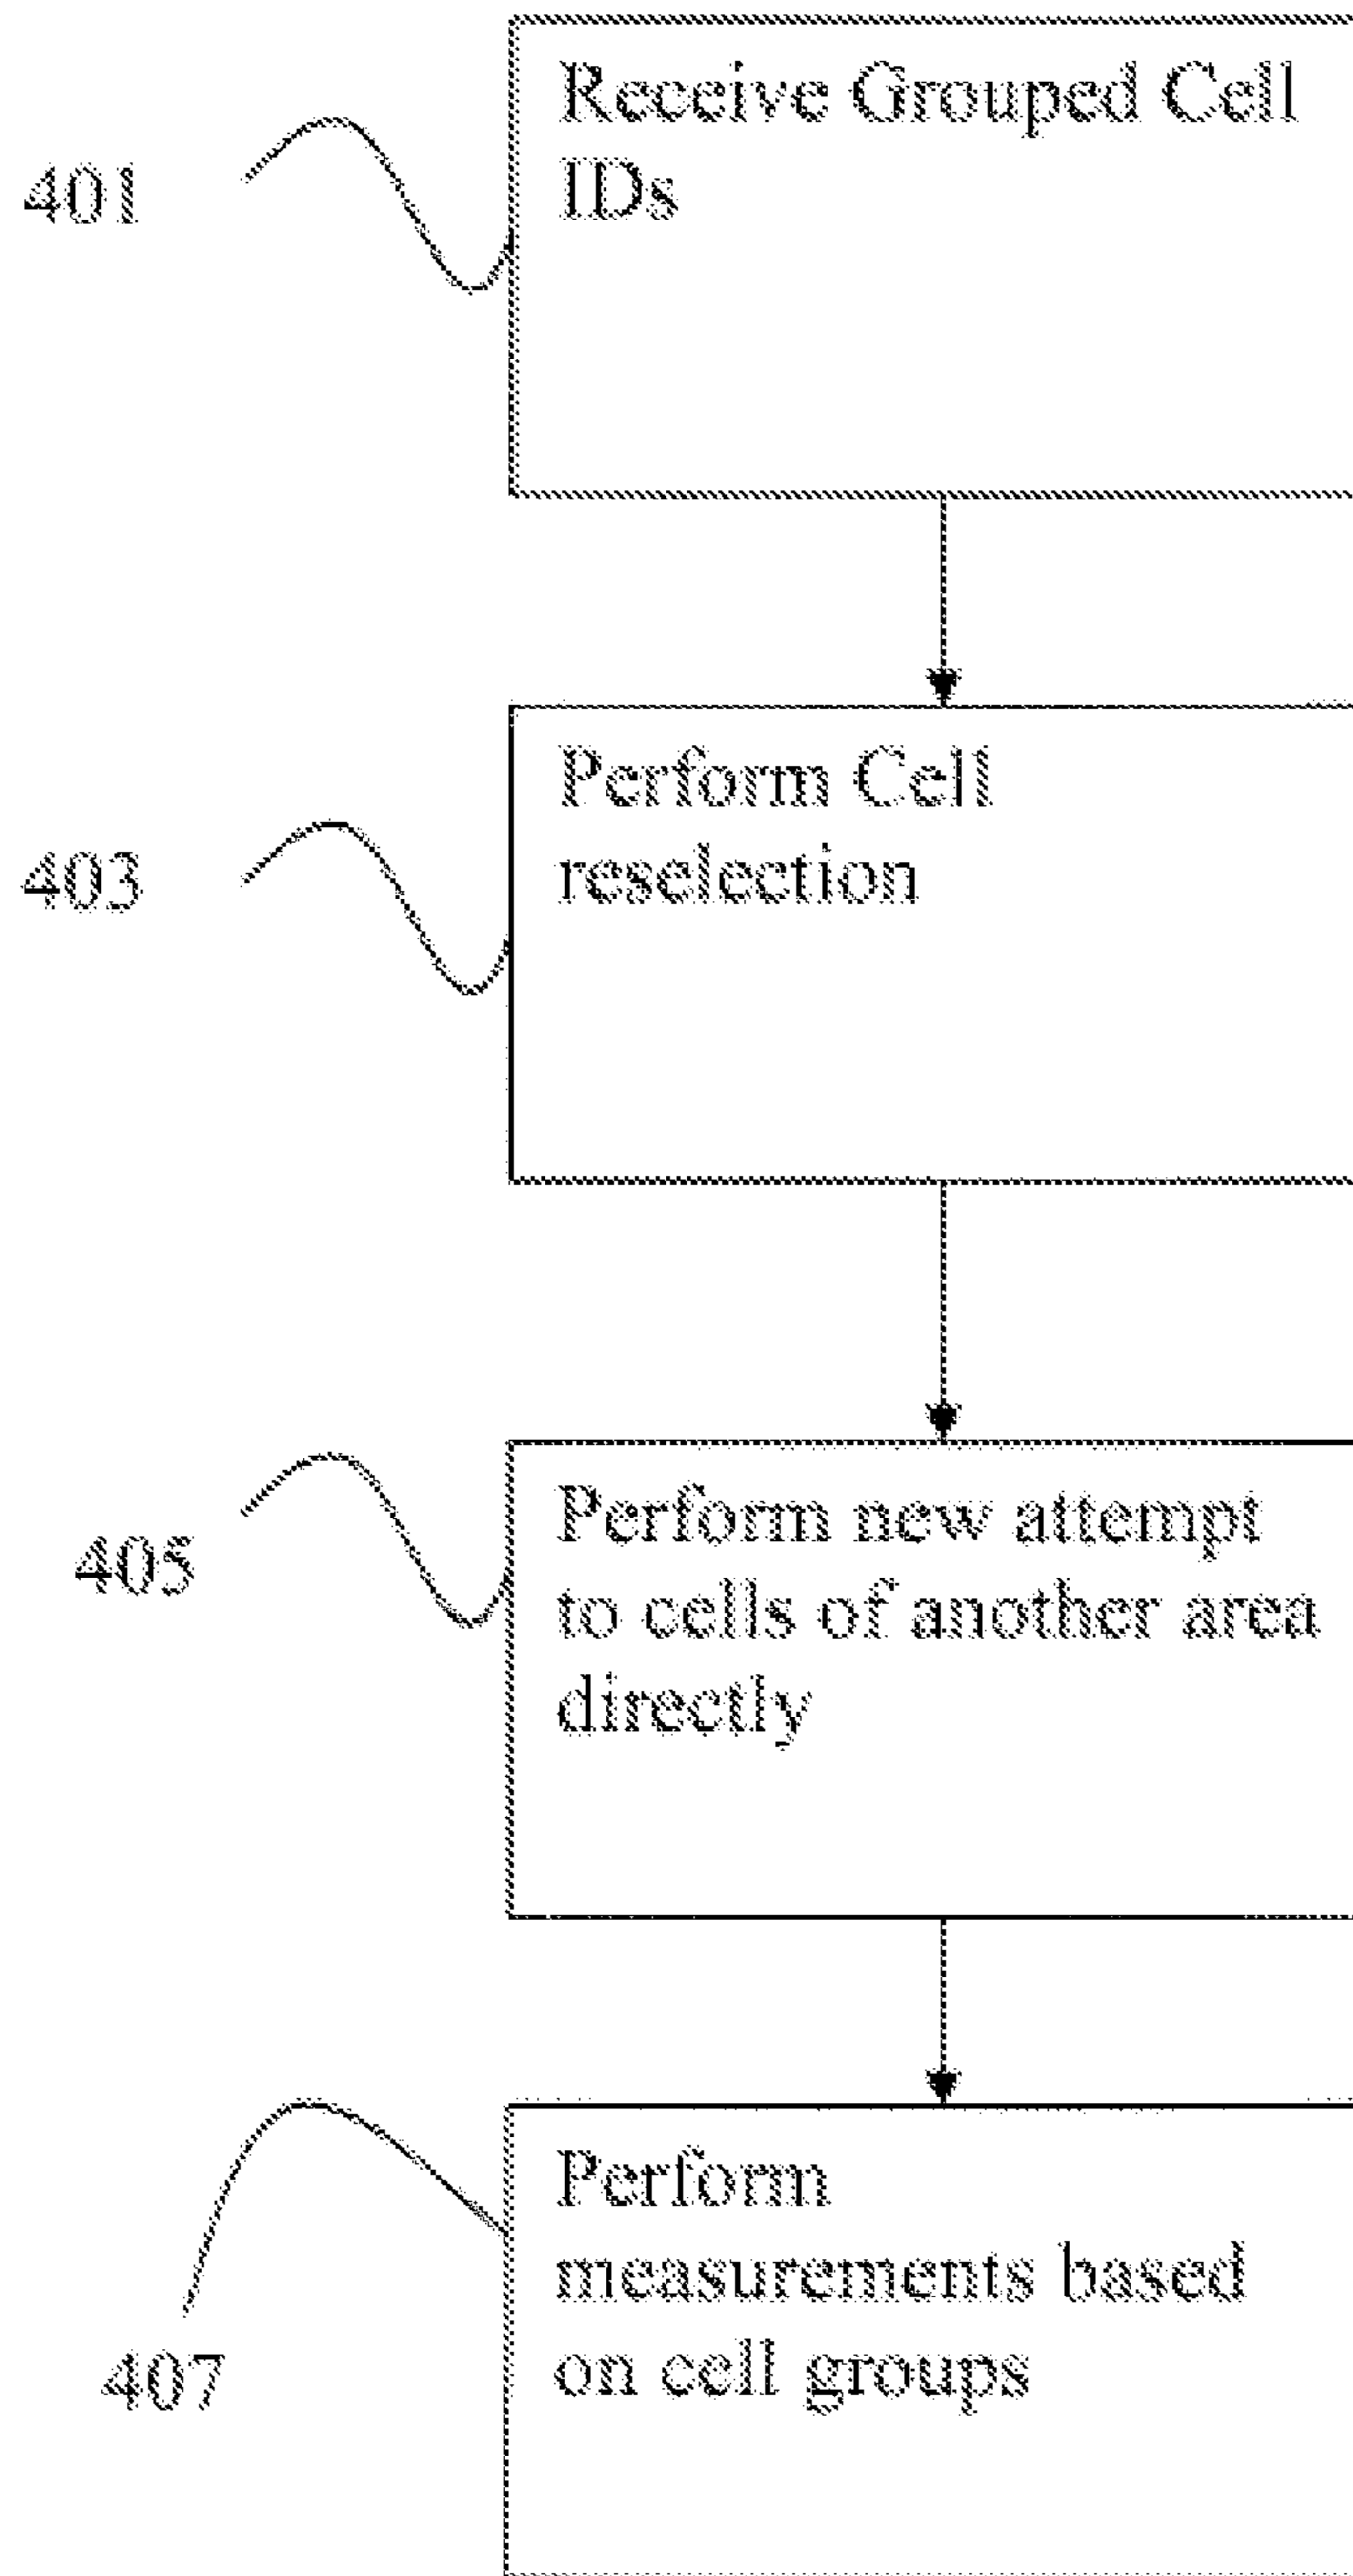 401
Receive Grouped Cell
IDs
403
Perform Cell
reselection
405
Perform new attempt
to cells of another area
directly
407
Perform
measurements based
on cell groups